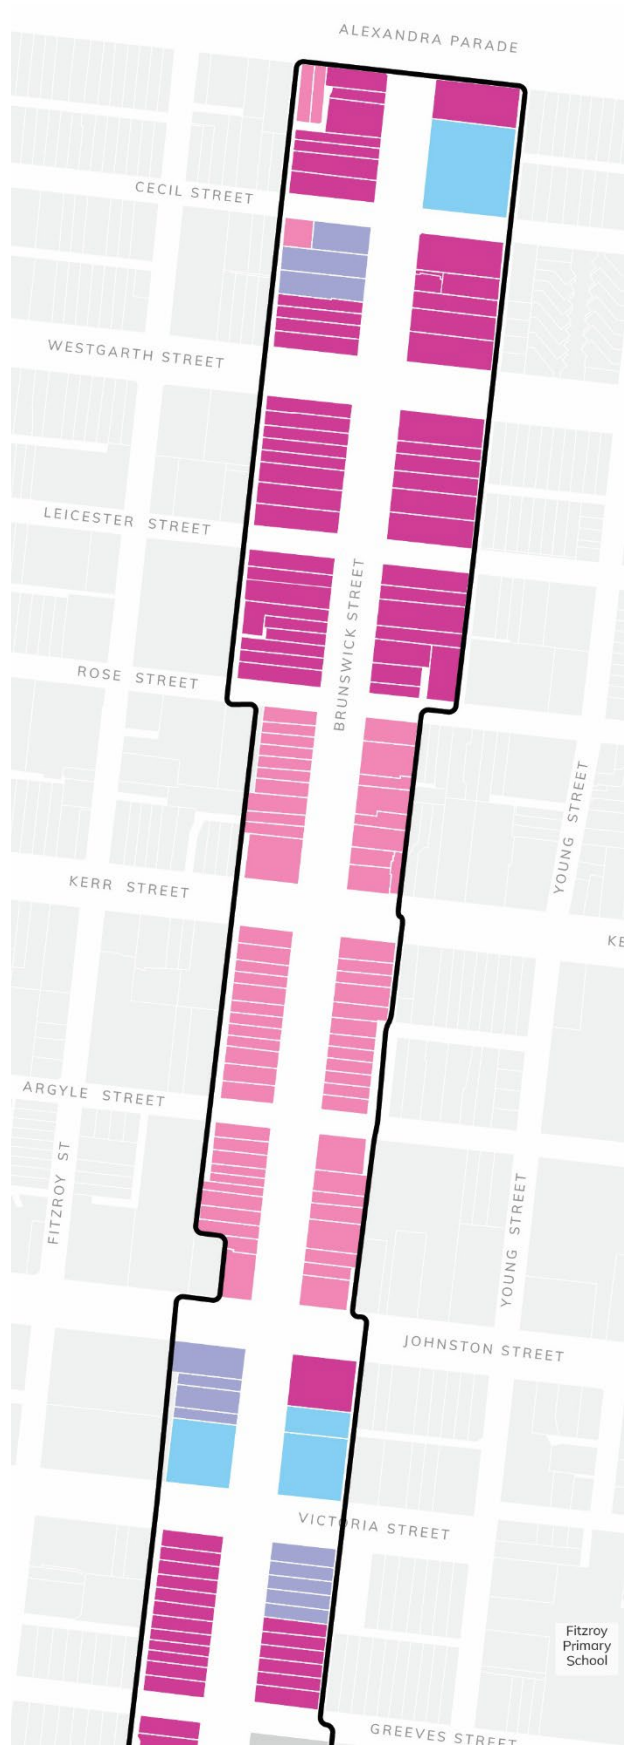 ALEXANDRA PARADE
CECIL STREET
WESTGARTH STREET
LEICESTER STREET
BRUNSWICK STREET
ROSE STREET
YOUNG STREET
KERR STREET
KE
ARGYLE STREET
FITZROY ST
YOUNG STREET
JOHNSTON STREET
VICTORIA STREET
Fitzroy
Primary
School
GREEVES STREET